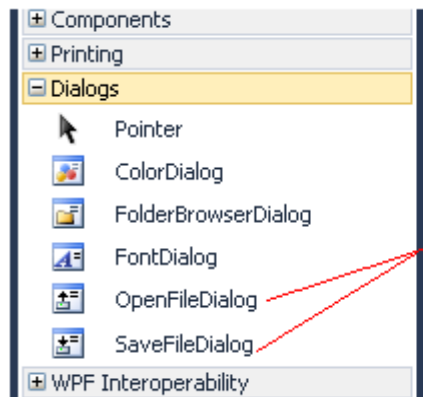 Components
Printing
Dialogs
Pointer
ColorDialog
FolderBrowserDialog
FontDialog
OpenFileDialog
SaveFileDialog
WPF Interoperability